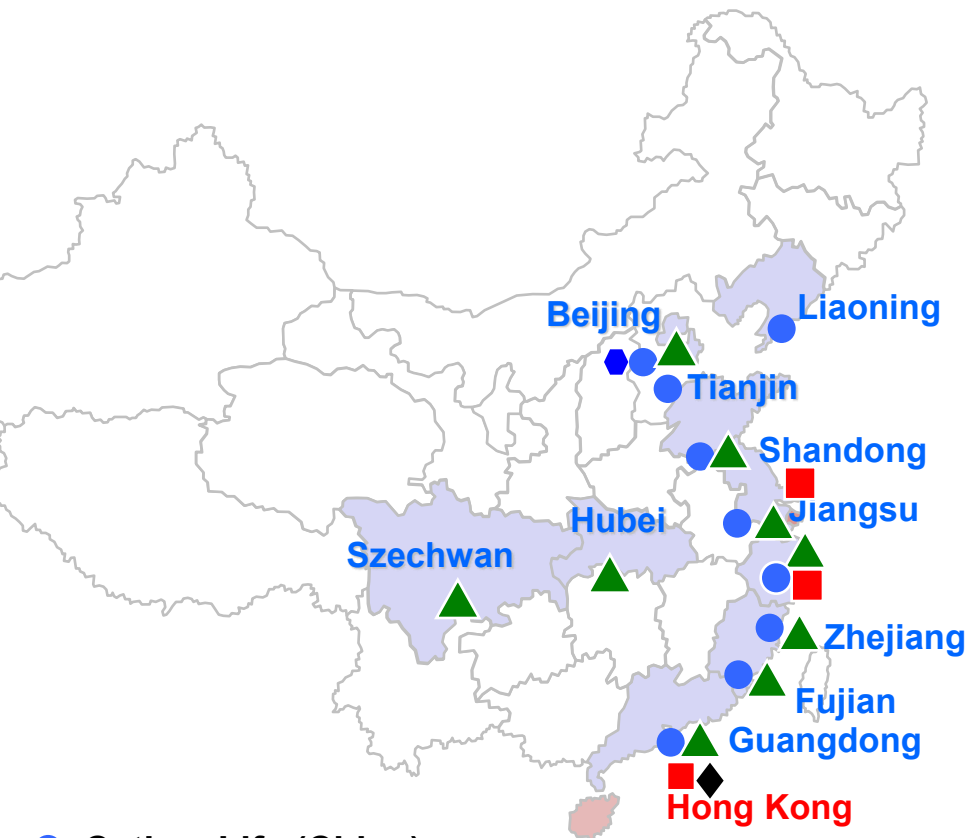 Beijing
Liaoning
Tianjin
Shandong
Jiangsu
Hubei
Szechwan
Zhejiang
Fujian
Guangdong
Hong Kong